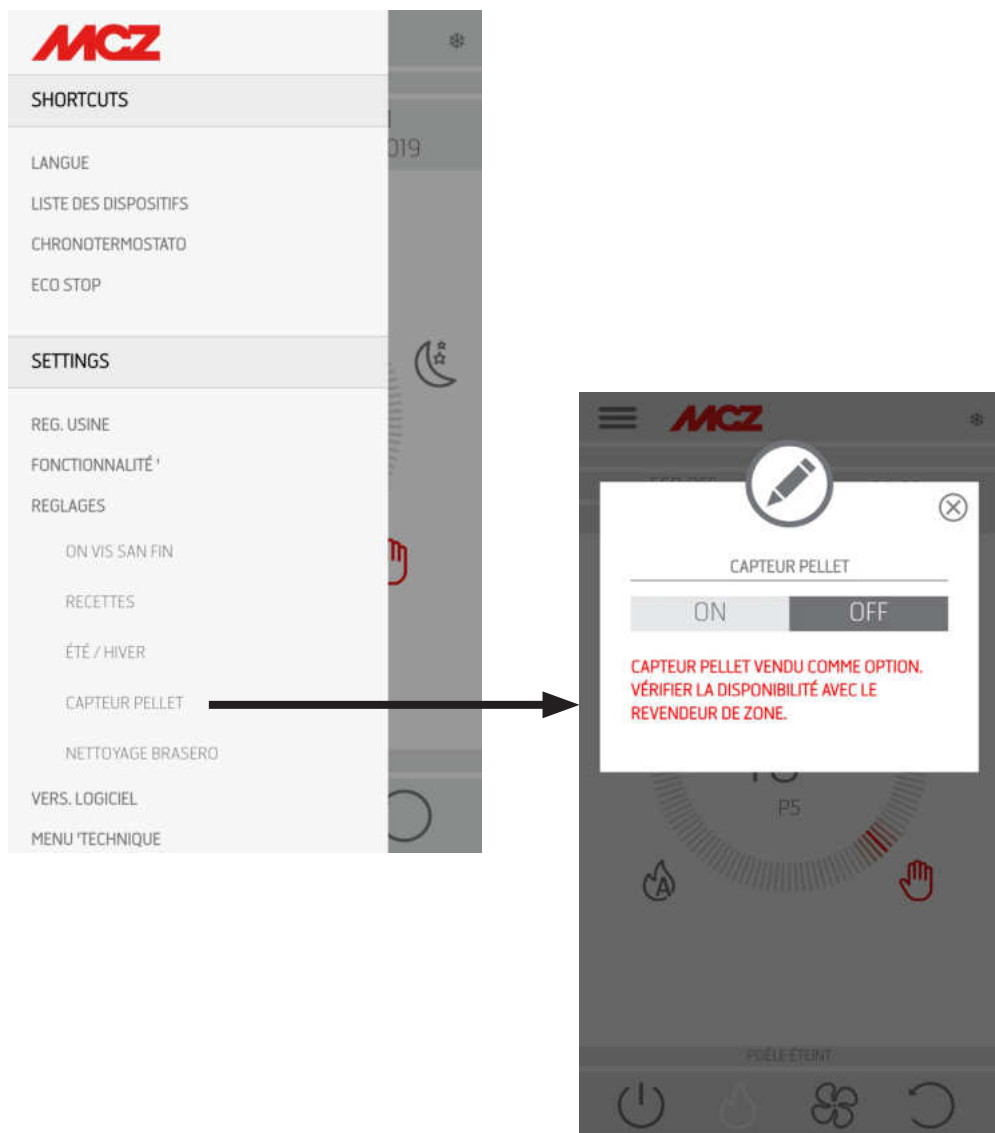 MCZ
SHORTCUTS
019
LANGUE
LISTE DES DISPOSITIFS
CHRONOTERMOSTATO
ECO STOP
SETTINGS
REG. USINE
FONCTIONNALITÉ '
REGLAGES
ON VIS SAN FIN
RECETTES
ÉTÉ / HIVER
CAPTEUR PELLET
NETTOYAGE BRASERO
VERS. LOGICIEL
MENU 'TECHNIQUE
MCZ
CAPTEUR PELLET
ON OFF
CAPTEUR PELLET VENDU COMME OPTION.
VÉRIFIER LA DISPONIBILITÉ AVEC LE
REVENDEUR DE ZONE.
P5
A
POÊLE ÉTEINT